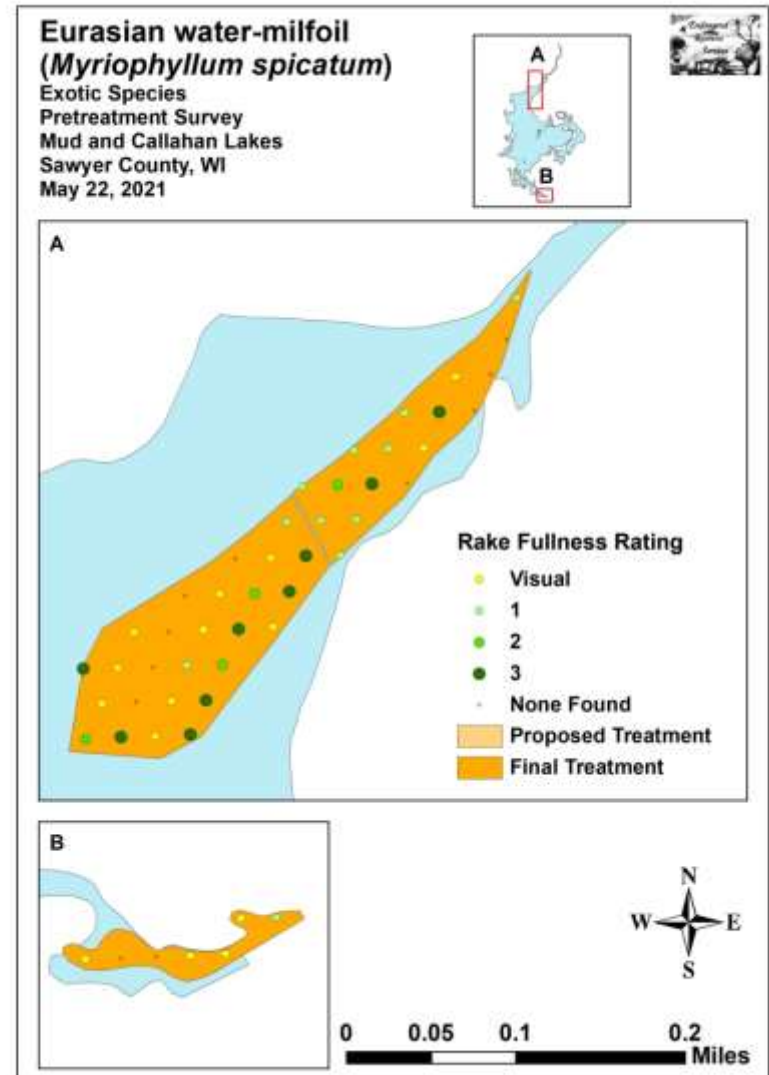 Eurasian water-milfoil
(Myriophyllum spicatum)
Exotic Species
Pretreatment Survey
Mud and Callahan Lakes
Sawyer County, WI
May 22, 2021
A
B
A
Rake Fullness Rating
Visual
1
2
3
None Found
Proposed Treatment
Final Treatment
B
N
W E
S
0 0.05 0.1 0.2
Miles